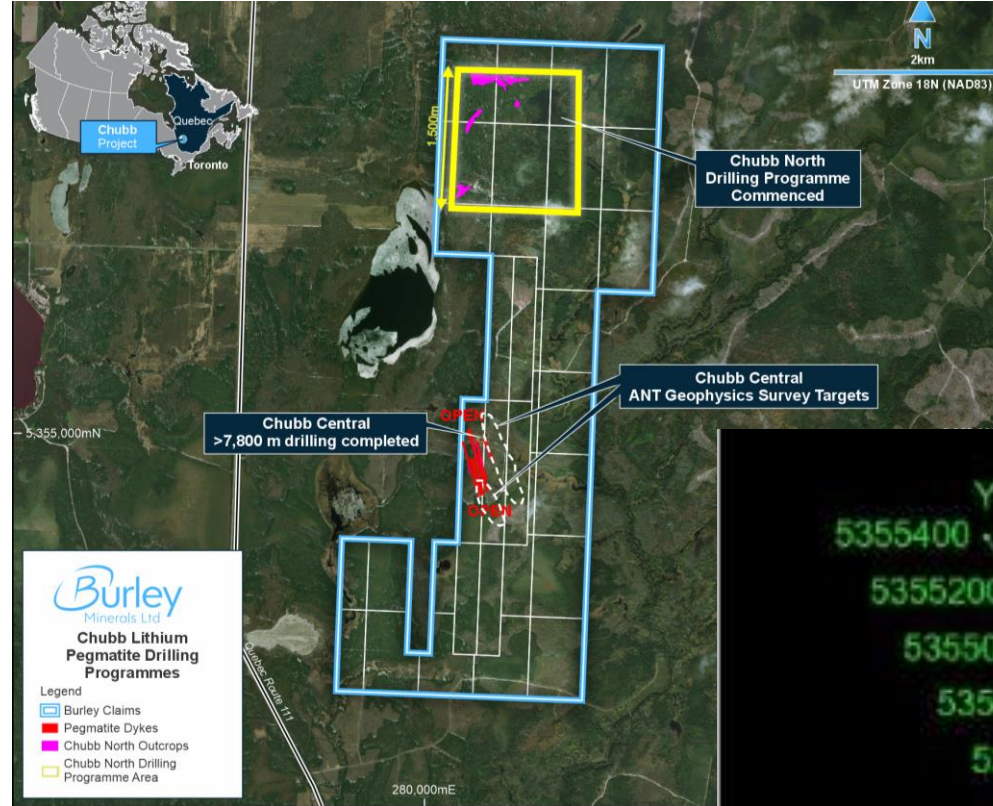 Quebec
Chubb
Project
Toronto
N
2km
UTM Zone 18N (NAD83)
1,500m
Chubb North
Drilling Programme
Commenced
Chubb Central
ANT Geophysics Survey Targets
OPEN
Chubb Central
>7,800 m drilling completed
OPEN
5,355,000mN
Burley
Minerals Ltd
Chubb Lithium
Pegmatite Drilling
Programmes
Legend
Burley Claims
Pegmatite Dykes
Chubb North Outcrops
Chubb North Drilling
Programme Area
Quebec Route 111
280,000mE
5355400
5355200